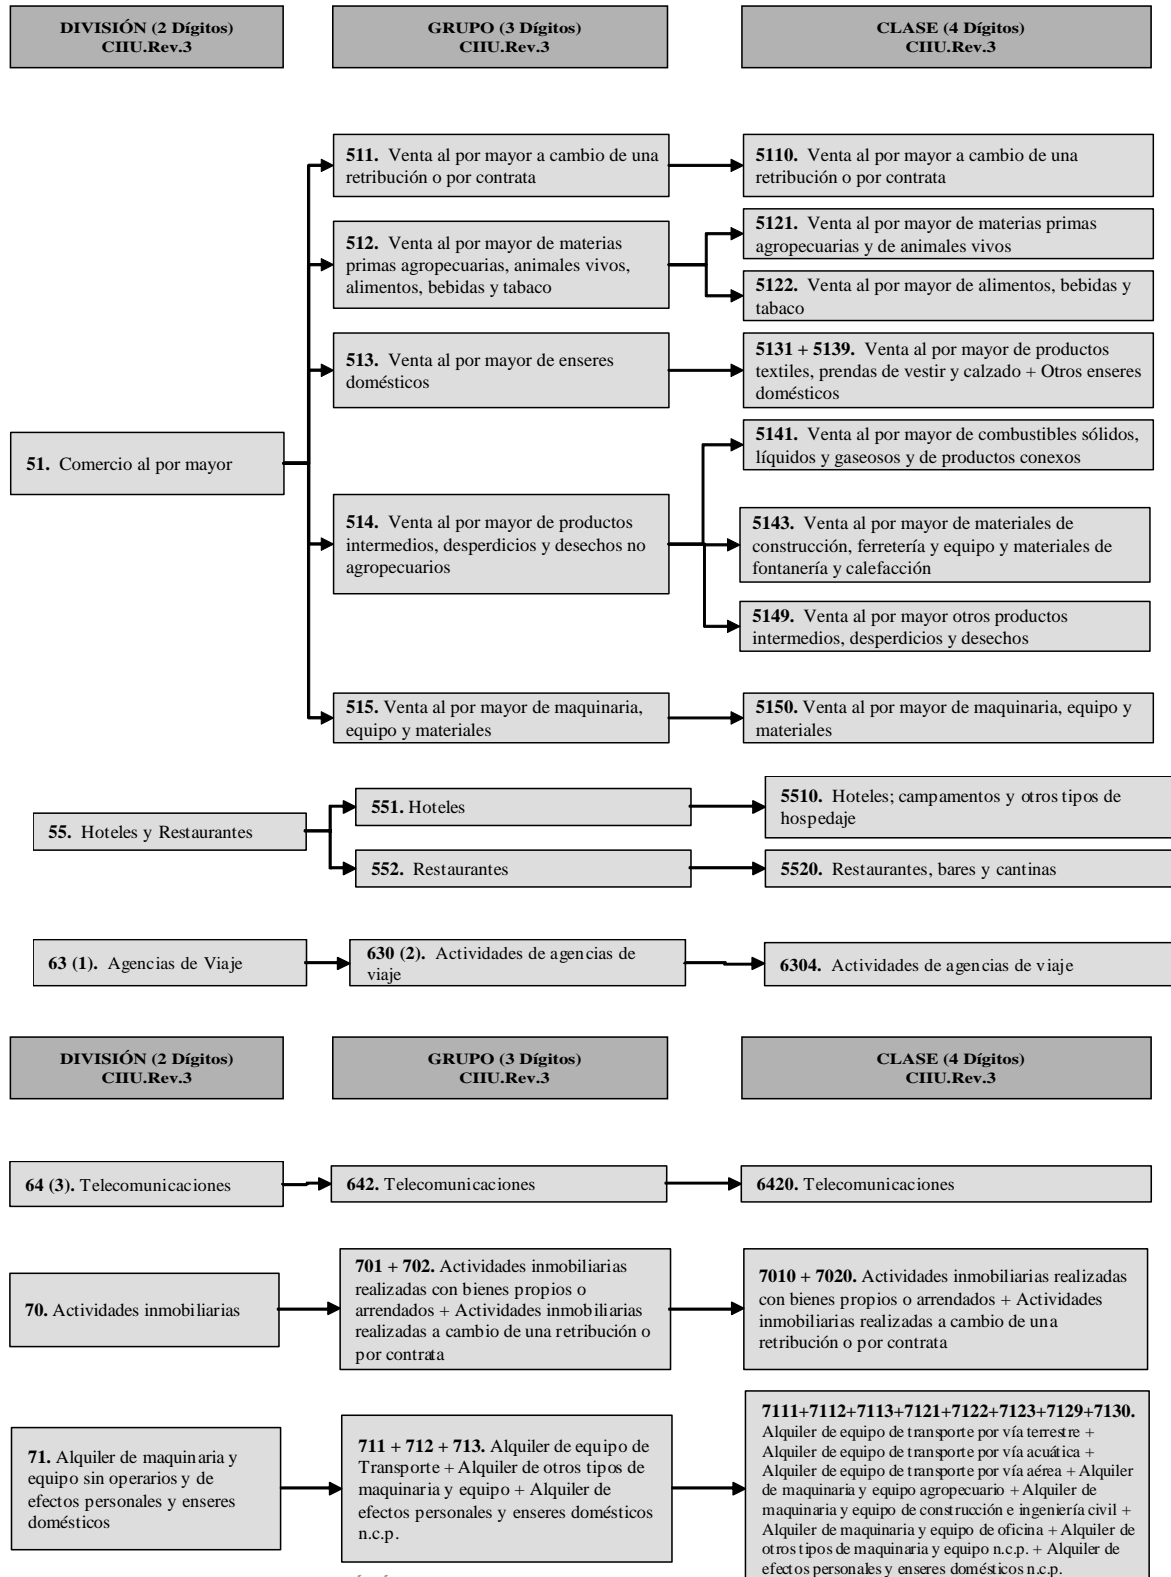 DIVISIÓN (2 Dígitos)
CIIU.Rev.3
GRUPO (3 Dígitos)
CIIU.Rev.3
CLASE (4 Dígitos)
CIIU.Rev.3
51. Comercio al por mayor
511. Venta al por mayor a cambio de una
retribución o por contrata
5110. Venta al por mayor a cambio de una
retribución o por contrata
512. Venta al por mayor de materias
primas agropecuarias, animales vivos,
alimentos, bebidas y tabaco
5121. Venta al por mayor de materias primas
agropecuarias y de animales vivos
5122. Venta al por mayor de alimentos, bebidas y
tabaco
513. Venta al por mayor de enseres
domésticos
5131 + 5139. Venta al por mayor de productos
textiles, prendas de vestir y calzado + Otros enseres
domésticos
514. Venta al por mayor de productos
intermedios, desperdicios y desechos no
agropecuarios
5141. Venta al por mayor de combustibles sólidos,
líquidos y gaseosos y de productos conexos
5143. Venta al por mayor de materiales de
construcción, ferretería y equipo y materiales de
fontanería y calefacción
5149. Venta al por mayor otros productos
intermedios, desperdicios y desechos
515. Venta al por mayor de maquinaria,
equipo y materiales
5150. Venta al por mayor de maquinaria, equipo y
materiales
55. Hoteles y Restaurantes
551. Hoteles
5510. Hoteles; campamentos y otros tipos de
hospedaje
552. Restaurantes
5520. Restaurantes, bares y cantinas
63 (1). Agencias de Viaje
630 (2). Actividades de agencias de
viaje
6304. Actividades de agencias de viaje
DIVISIÓN (2 Dígitos)
CIIU.Rev.3
GRUPO (3 Dígitos)
CIIU.Rev.3
CLASE (4 Dígitos)
CIIU.Rev.3
64 (3). Telecomunicaciones
642. Telecomunicaciones
6420. Telecomunicaciones
70. Actividades inmobiliarias
701 + 702. Actividades inmobiliarias
realizadas con bienes propios o
arrendados + Actividades inmobiliarias
realizadas a cambio de una retribución o
por contrata
7010 + 7020. Actividades inmobiliarias realizadas
con bienes propios o arrendados + Actividades
inmobiliarias realizadas a cambio de una
retribución o por contrata
71. Alquiler de maquinaria y
equipo sin operarios y de
efectos personales y enseres
domésticos
711 + 712 + 713. Alquiler de equipo de
Transporte + Alquiler de otros tipos de
maquinaria y equipo + Alquiler de
efectos personales y enseres domésticos
n.c.p.
7111+7112+7113+7121+7122+7123+7129+7130.
Alquiler de equipo de transporte por vía terrestre +
Alquiler de equipo de transporte por vía acuática +
Alquiler de equipo de transporte por vía aérea + Alquiler
de maquinaria y equipo agropecuario + Alquiler de
maquinaria y equipo de construcción e ingeniería civil +
Alquiler de maquinaria y equipo de oficina + Alquiler de
otros tipos de maquinaria y equipo n.c.p. + Alquiler de
efectos personales y enseres domésticos n.c.p.